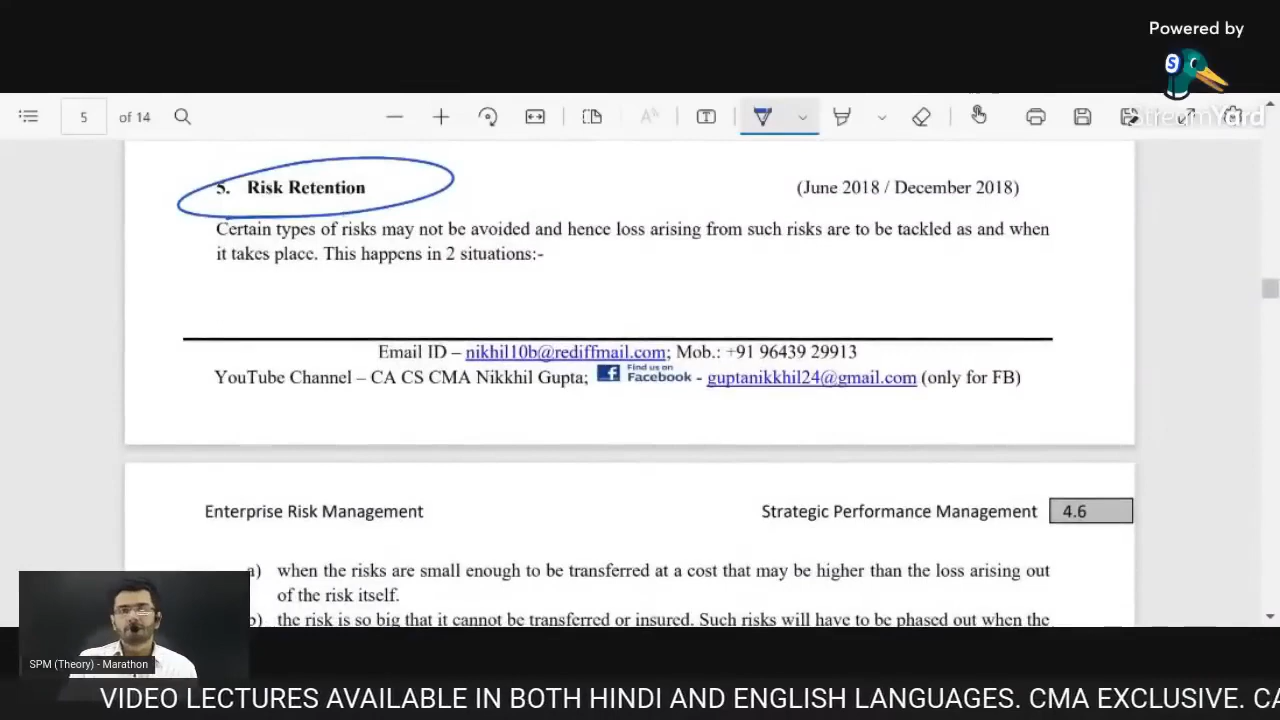 Powered by
S
StreamYard
5 of 14
5. Risk Retention (June 2018 / December 2018)
Certain types of risks may not be avoided and hence loss arising from such risks are to be tackled as and when
it takes place. This happens in 2 situations:-
Email ID – nikhil10b@rediffmail.com; Mob.: +91 96439 29913
YouTube Channel – CA CS CMA Nikkhil Gupta; Find us on Facebook - guptanikkhil24@gmail.com (only for FB)
Enterprise Risk Management Strategic Performance Management 4.6
a) when the risks are small enough to be transferred at a cost that may be higher than the loss arising out
of the risk itself.
b) the risk is so big that it cannot be transferred or insured. Such risks will have to be phased out when the
SPM (Theory) - Marathon
VIDEO LECTURES AVAILABLE IN BOTH HINDI AND ENGLISH LANGUAGES. CMA EXCLUSIVE. CA